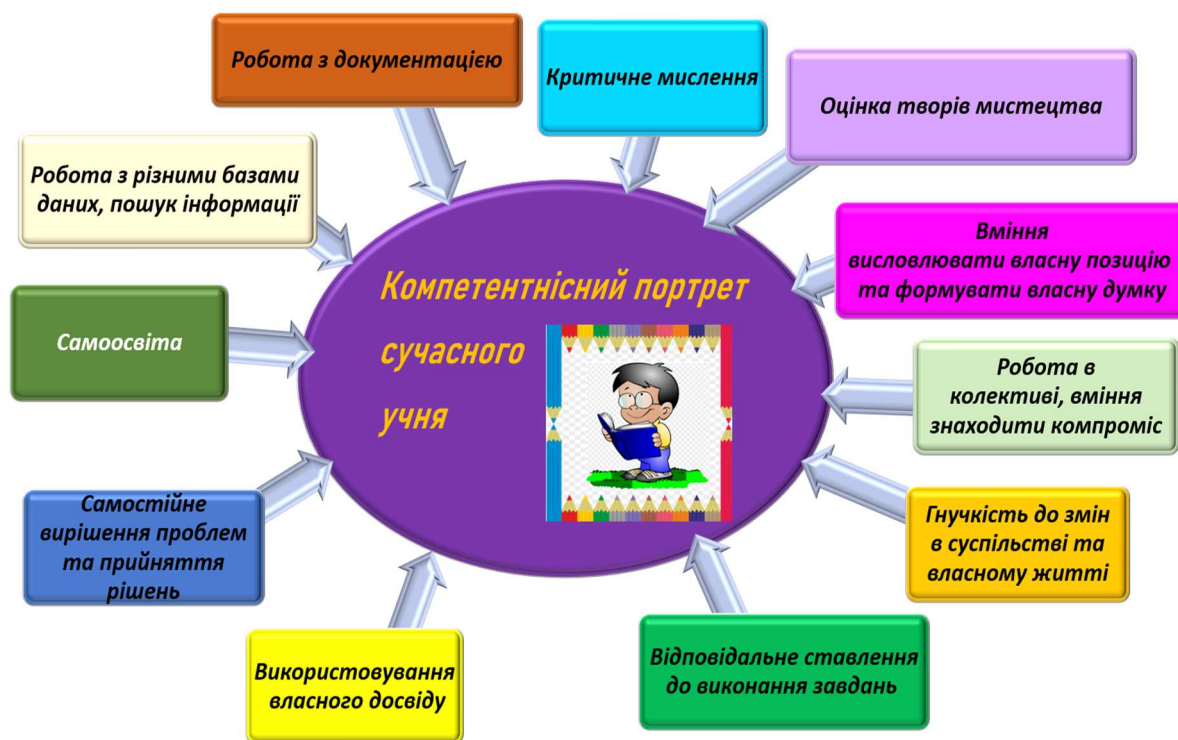 Робота з документацією
Критичне
мислення
Оцінка творів мистецтва
Робота з різними базами
даних, пошук інформації
Вміння
висловлювати власну позицію
та формувати власну думку
Компетентнісний портрет
сучасного
учня
Самоосвіта
Робота в
колективі, вміння
знаходити компроміс
Самостійне
вирішення проблем
та прийняття
рішень
Гнучкість до змін
в суспільстві та
власному житті
Використовування
власного досвіду
Відповідальне ставлення
до виконання завдань